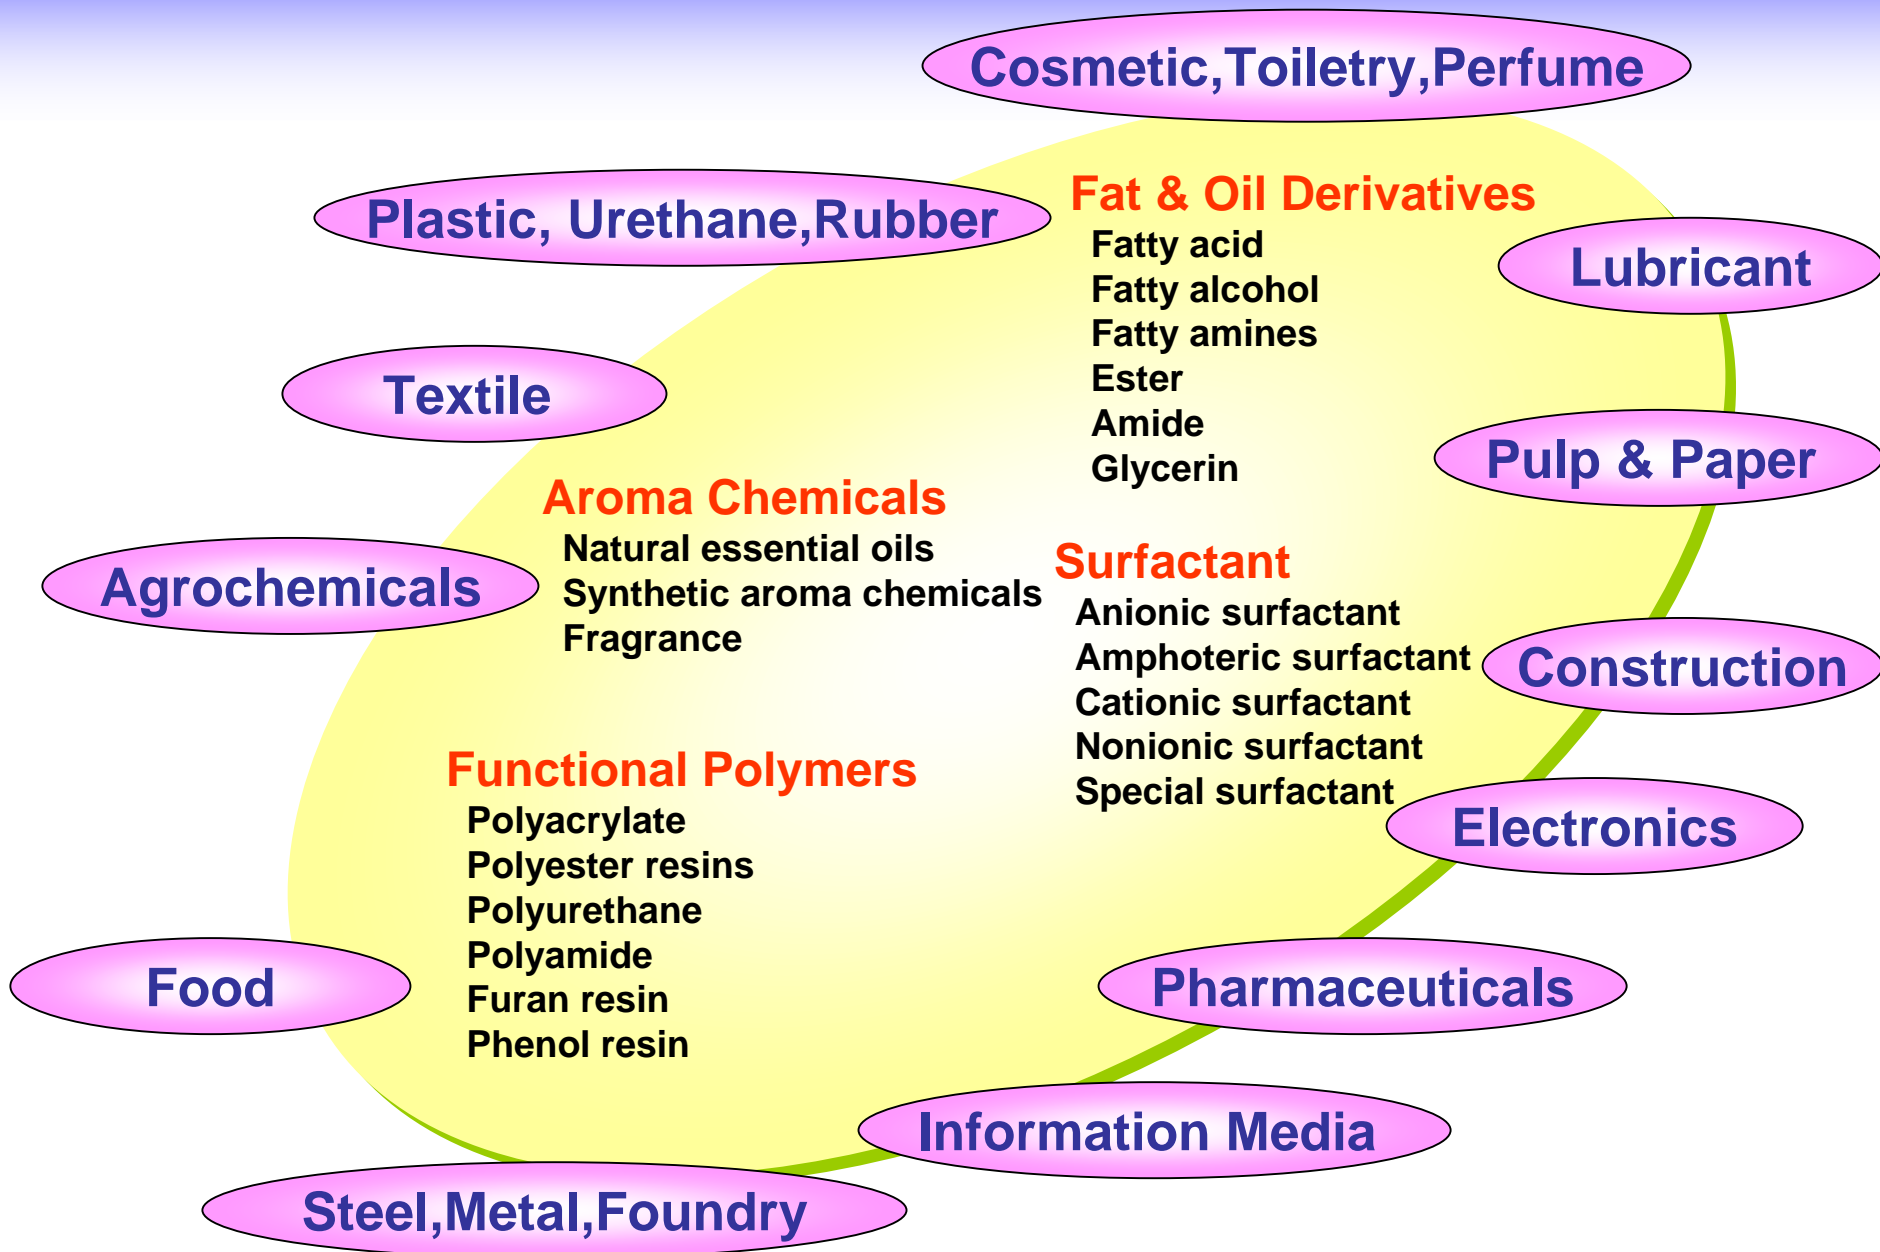 Cosmetic,Toiletry,Perfume
Plastic, Urethane,Rubber
Fat & Oil Derivatives
Fatty acid
Fatty alcohol
Fatty amines
Ester
Amide
Glycerin
Lubricant
Textile
Pulp & Paper
Aroma Chemicals
Natural essential oils
Synthetic aroma chemicals
Fragrance
Agrochemicals
Surfactant
Anionic surfactant
Amphoteric surfactant
Cationic surfactant
Nonionic surfactant
Special surfactant
Construction
Functional Polymers
Polyacrylate
Polyester resins
Polyurethane
Polyamide
Furan resin
Phenol resin
Electronics
Food
Pharmaceuticals
Information Media
Steel,Metal,Foundry